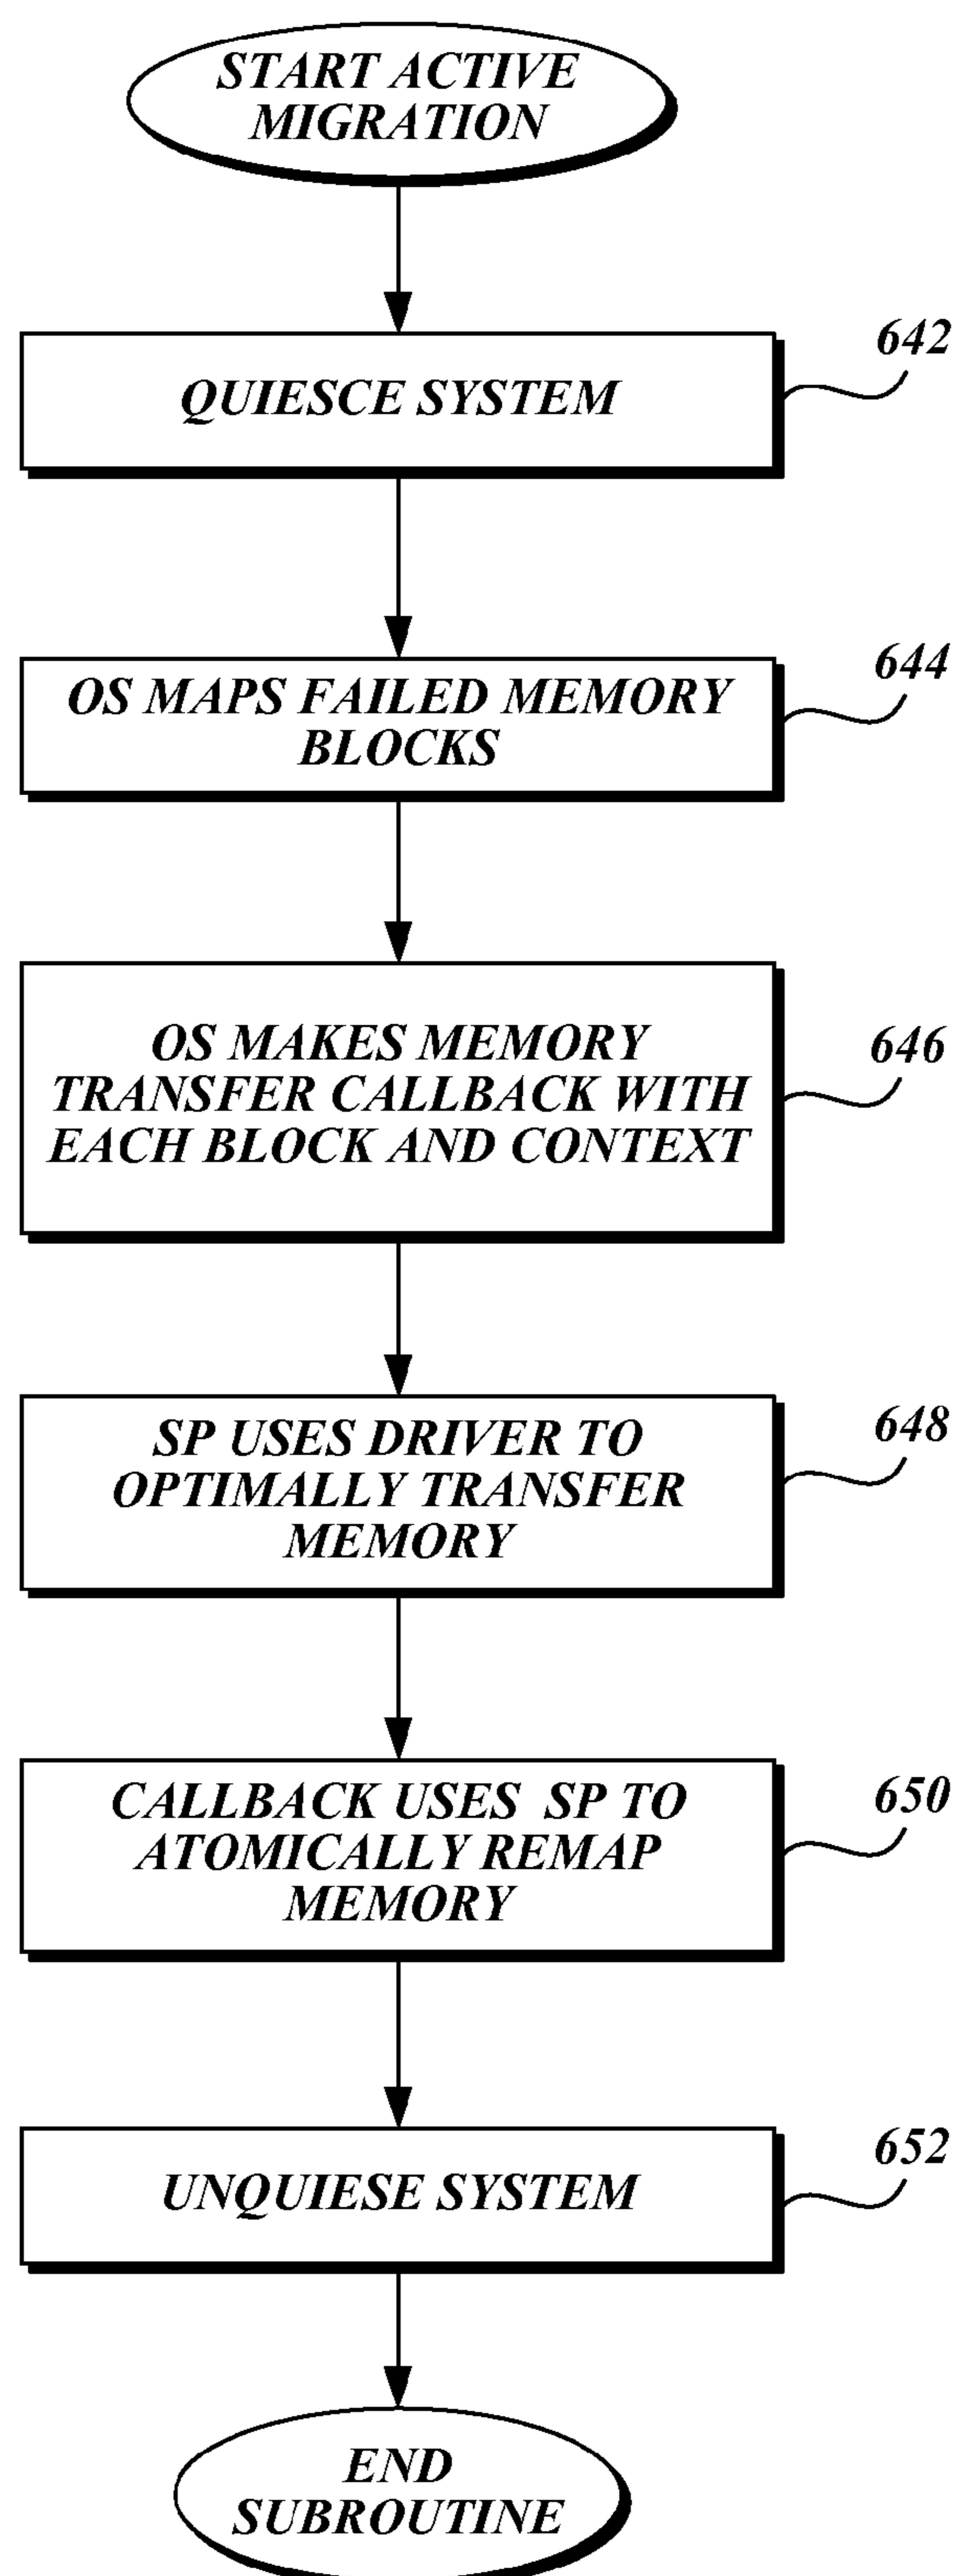 START ACTIVE
MIGRATION
642
QUIESCE SYSTEM
644
OS MAPS FAILED MEMORY
BLOCKS
646
OS MAKES MEMORY
TRANSFER CALLBACK WITH
EACH BLOCK AND CONTEXT
648
SP USES DRIVER TO
OPTIMALLY TRANSFER
MEMORY
650
CALLBACK USES SP TO
ATOMICALLY REMAP
MEMORY
652
UNQUIESE SYSTEM
END
SUBROUTINE